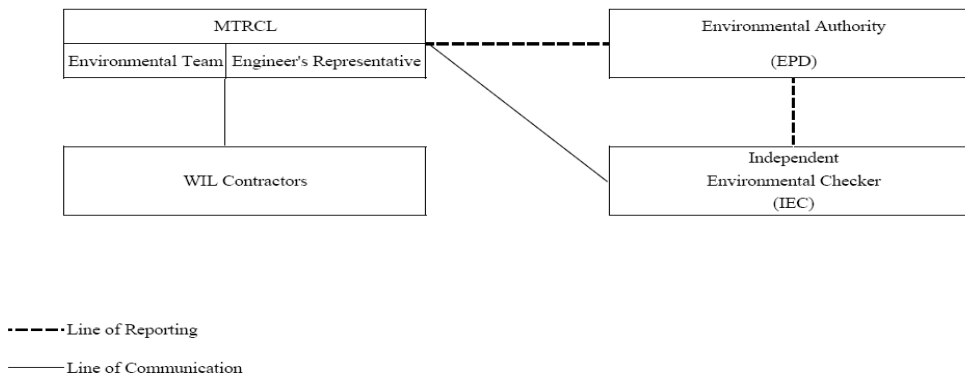 MTRCL
Environmental Team
Engineer's Representative
Environmental Authority
(EPD)
WIL Contractors
Independent
Environmental Checker
(IEC)
Line of Reporting
Line of Communication